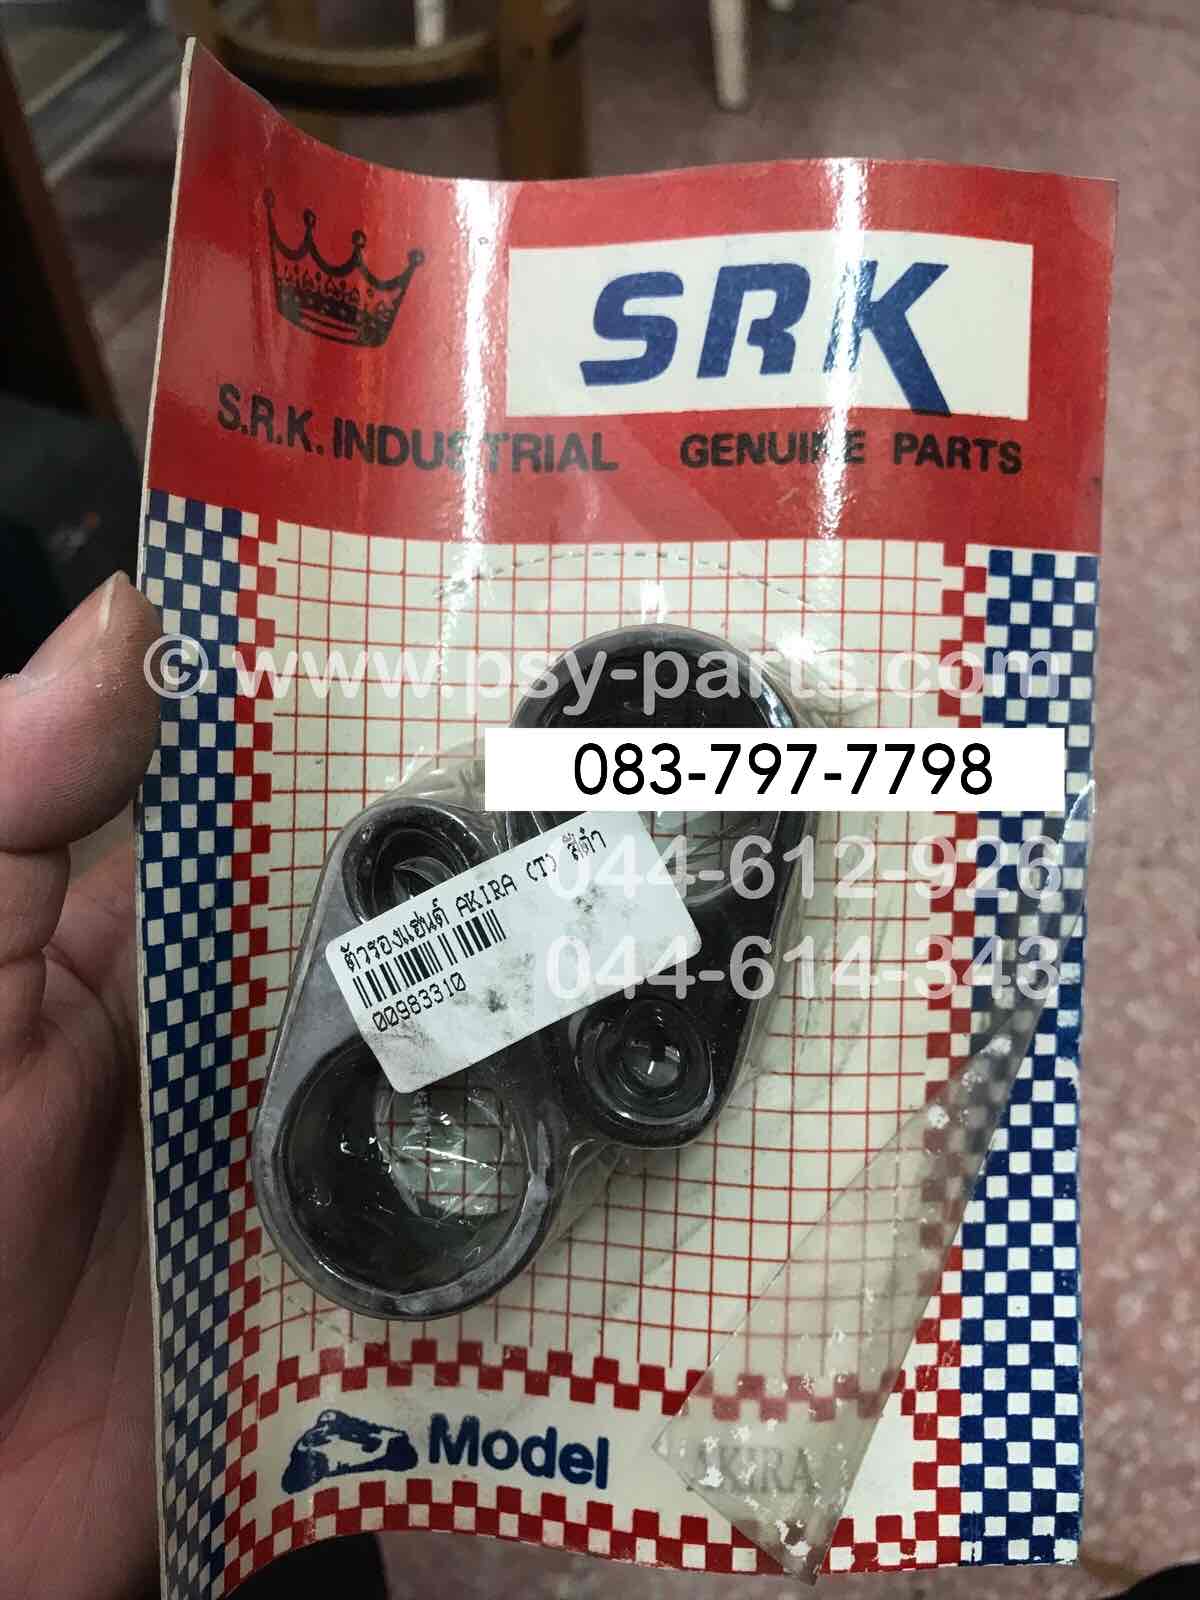 SRK
S.R.K. INDUSTRIAL GENUINE PARTS
© www.psy-parts.com
083-797-7798
044-612-926
044-614-343
ตัวรองแฮนด์ AKIRA (T) สีดำ
00983310
Model AKIRA